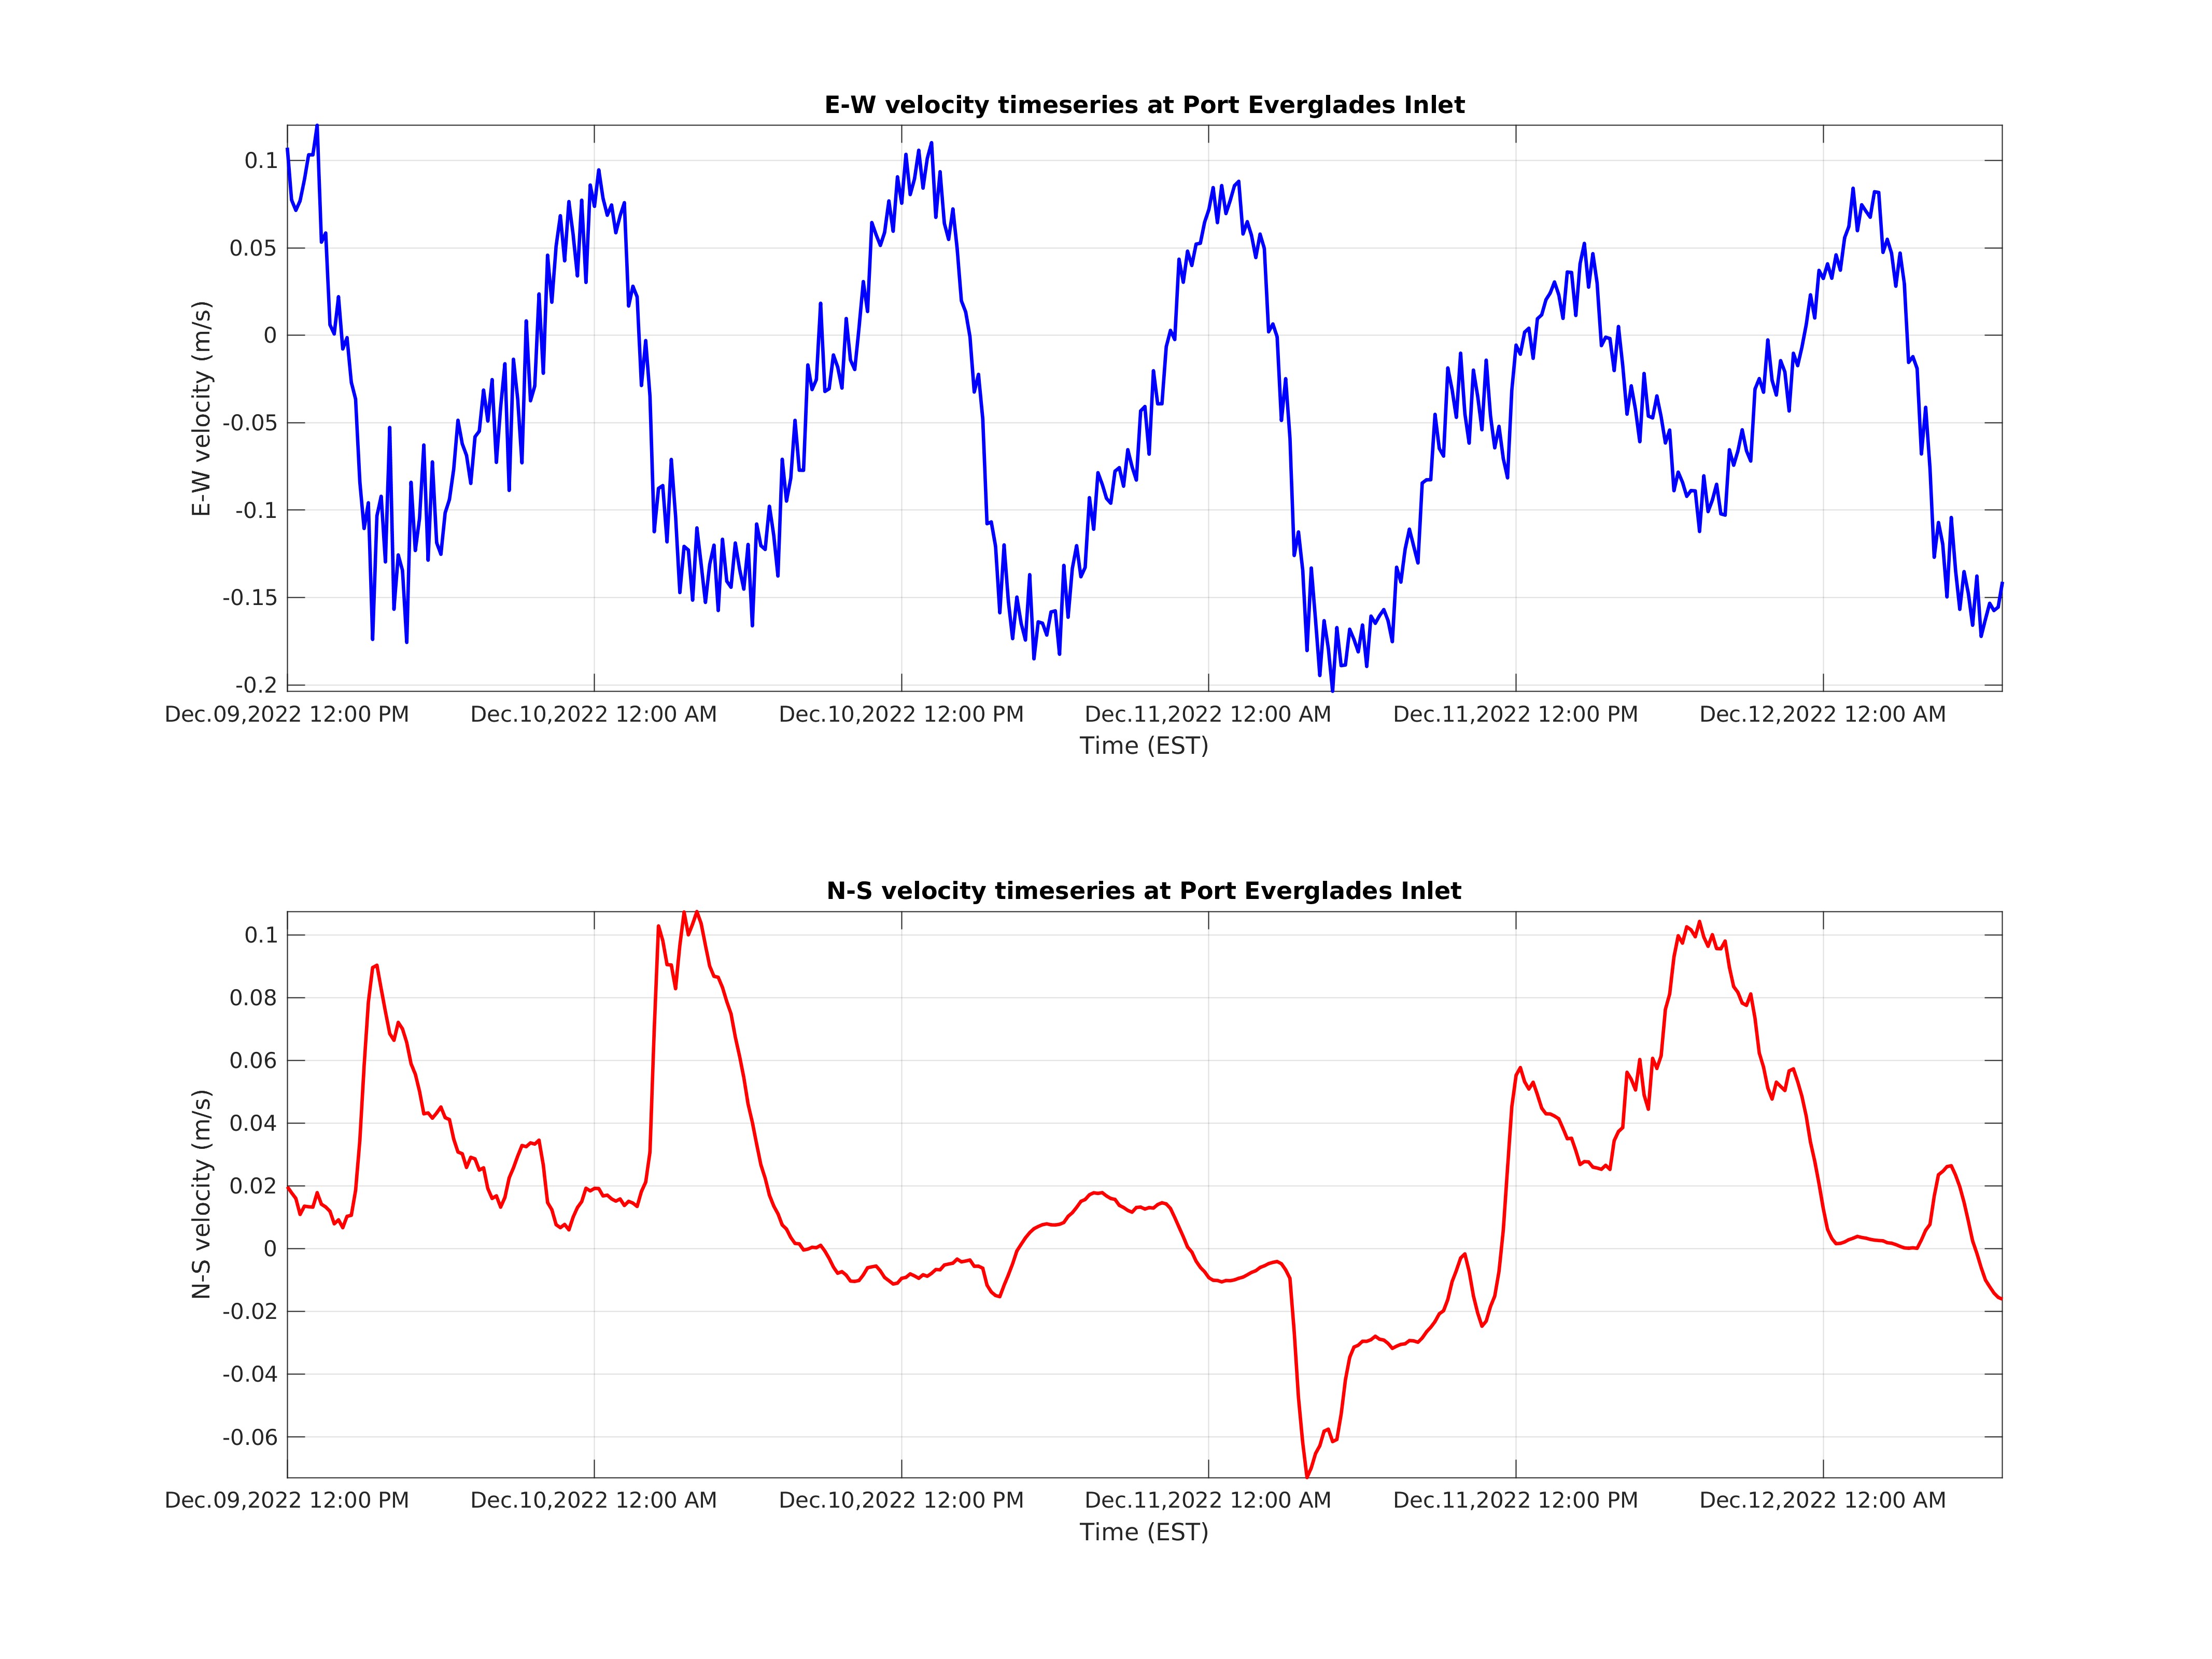 E-W velocity timeseries at Port Everglades Inlet
E-W velocity (m/s)
0.1
0.05
0
-0.05
-0.1
-0.15
-0.2
Dec.09,2022 12:00 PM Dec.10,2022 12:00 AM Dec.10,2022 12:00 PM Dec.11,2022 12:00 AM Dec.11,2022 12:00 PM Dec.12,2022 12:00 AM
Time (EST)
N-S velocity timeseries at Port Everglades Inlet
N-S velocity (m/s)
0.1
0.08
0.06
0.04
0.02
0
-0.02
-0.04
-0.06
Dec.09,2022 12:00 PM Dec.10,2022 12:00 AM Dec.10,2022 12:00 PM Dec.11,2022 12:00 AM Dec.11,2022 12:00 PM Dec.12,2022 12:00 AM
Time (EST)